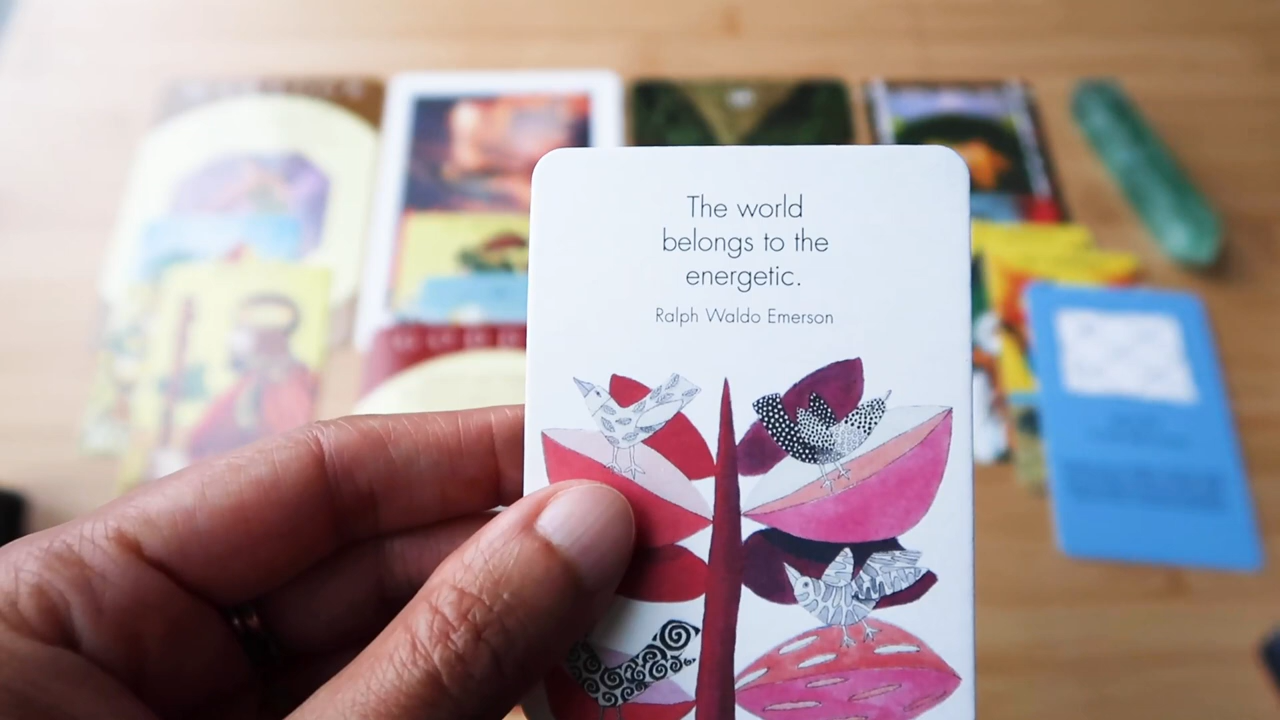 The world
belongs to the
energetic.
Ralph Waldo Emerson